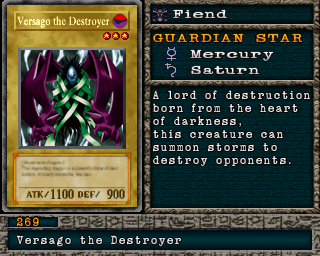 Versago the Destroyer
ATK/1100 DEF/ 900
Fiend
GUARDIAN STAR
Mercury
Saturn
A lord of destruction
born from the heart
of darkness,
this creature can
summon storms to
destroy opponents.
269
Versago the Destroyer